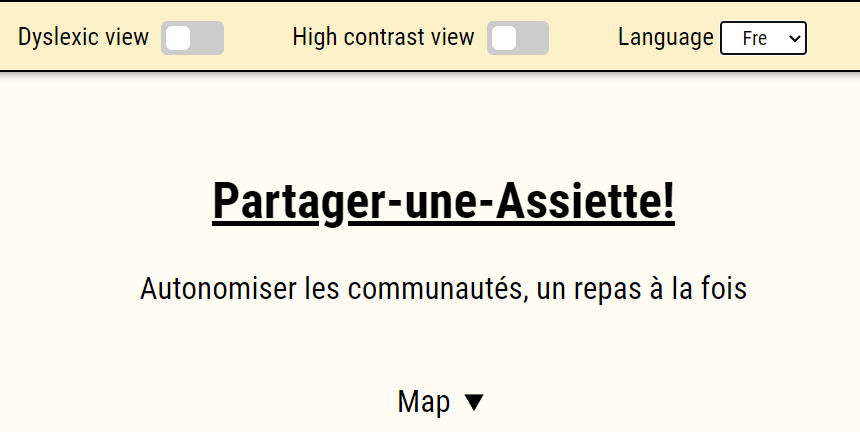 Dyslexic view High contrast view Language Fre
Partager-une-Assiette!
Autonomiser les communautés, un repas à la fois
Map ▼